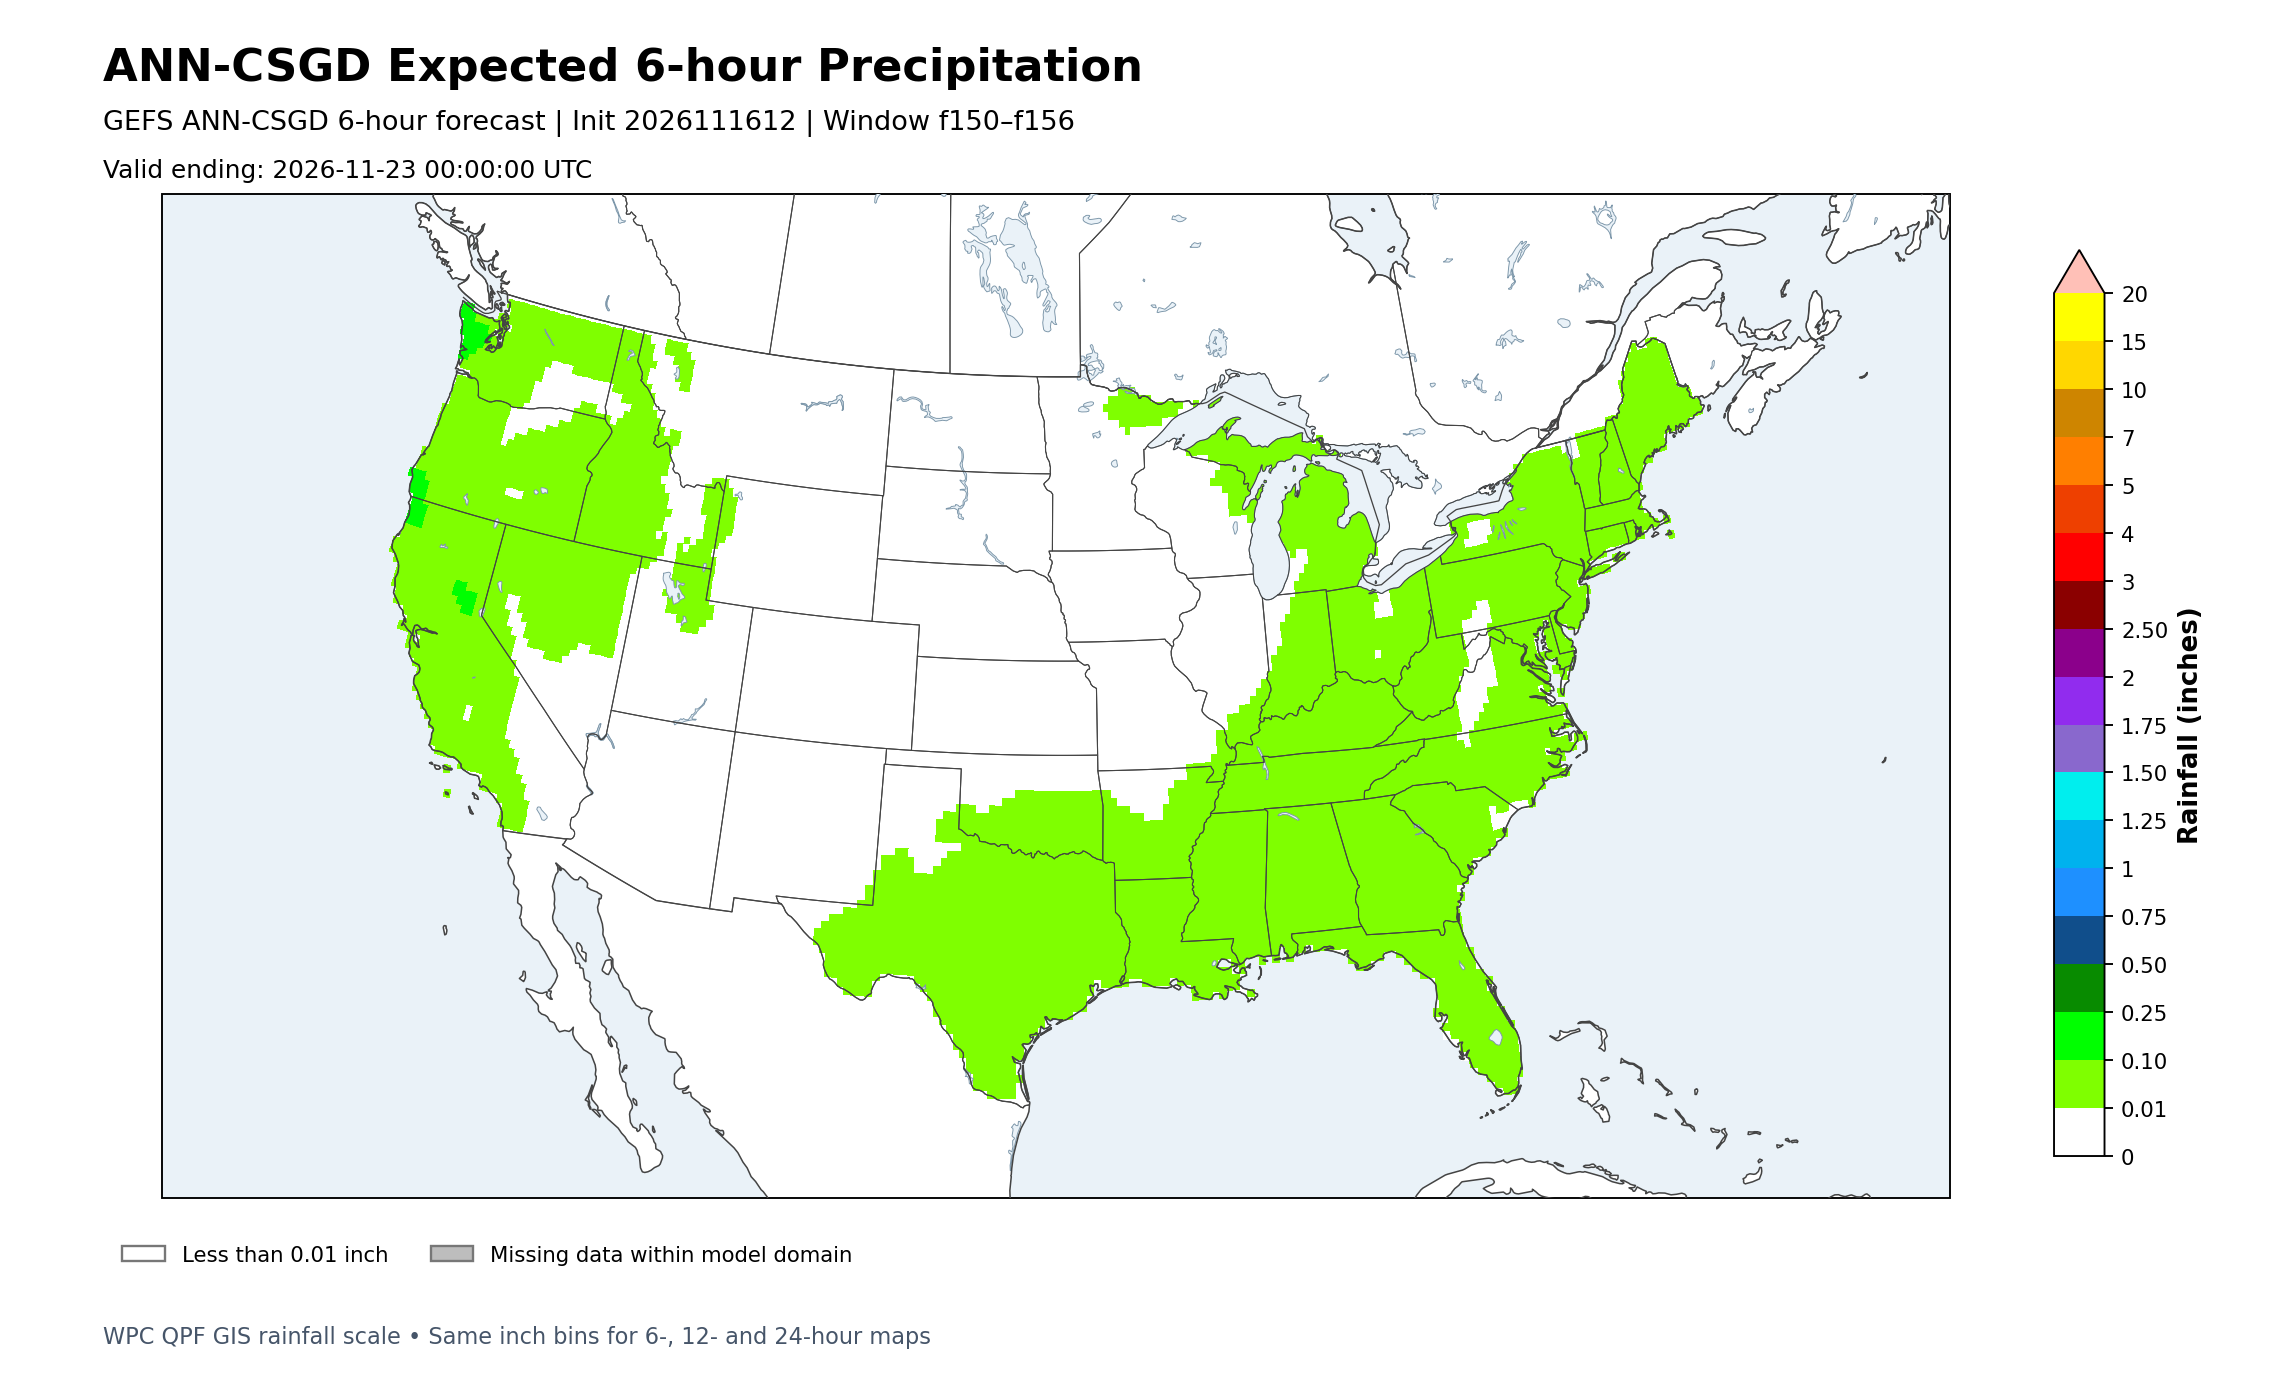 ANN-CSGD Expected 6-hour Precipitation
GEFS ANN-CSGD 6-hour forecast | Init 2026111612 | Window f150–f156
Valid ending: 2026-11-23 00:00:00 UTC
20
15
10
7
5
4
3
2.50
2
1.75
1.50
1.25
1
0.75
0.50
0.25
0.10
0.01
0
Rainfall (inches)
Less than 0.01 inch
Missing data within model domain
WPC QPF GIS rainfall scale • Same inch bins for 6-, 12- and 24-hour maps